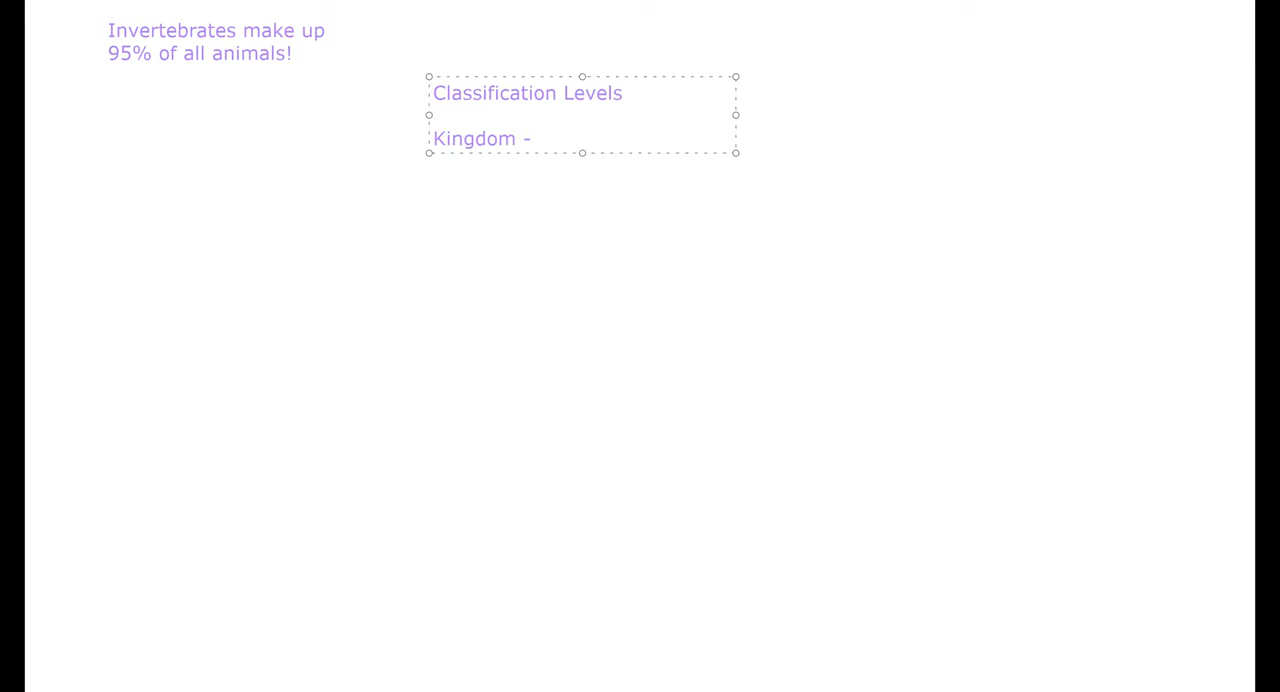 Invertebrates make up
95% of all animals!
Classification Levels
Kingdom -